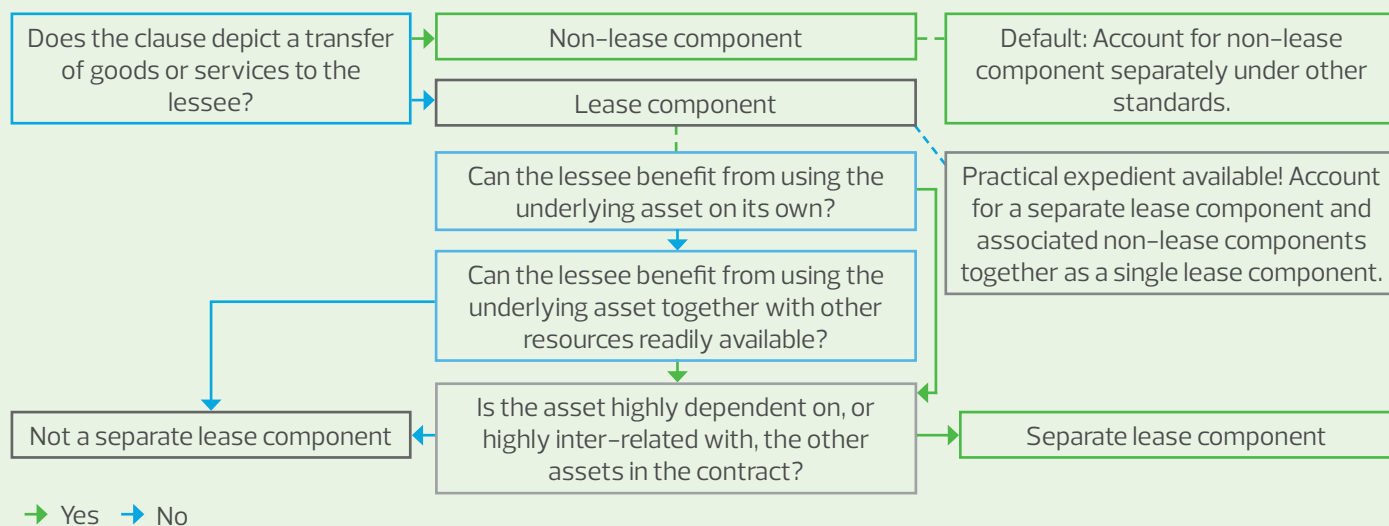 Does the clause depict a transfer
of goods or services to the
lessee?
Non-lease component
Default: Account for non-lease
component separately under other
standards.
Lease component
Can the lessee benefit from using the
underlying asset on its own?
Practical expedient available! Account
for a separate lease component and
associated non-lease components
together as a single lease component.
Can the lessee benefit from using the
underlying asset together with other
resources readily available?
Not a separate lease component
Is the asset highly dependent on, or
highly inter-related with, the other
assets in the contract?
Separate lease component
Yes
No